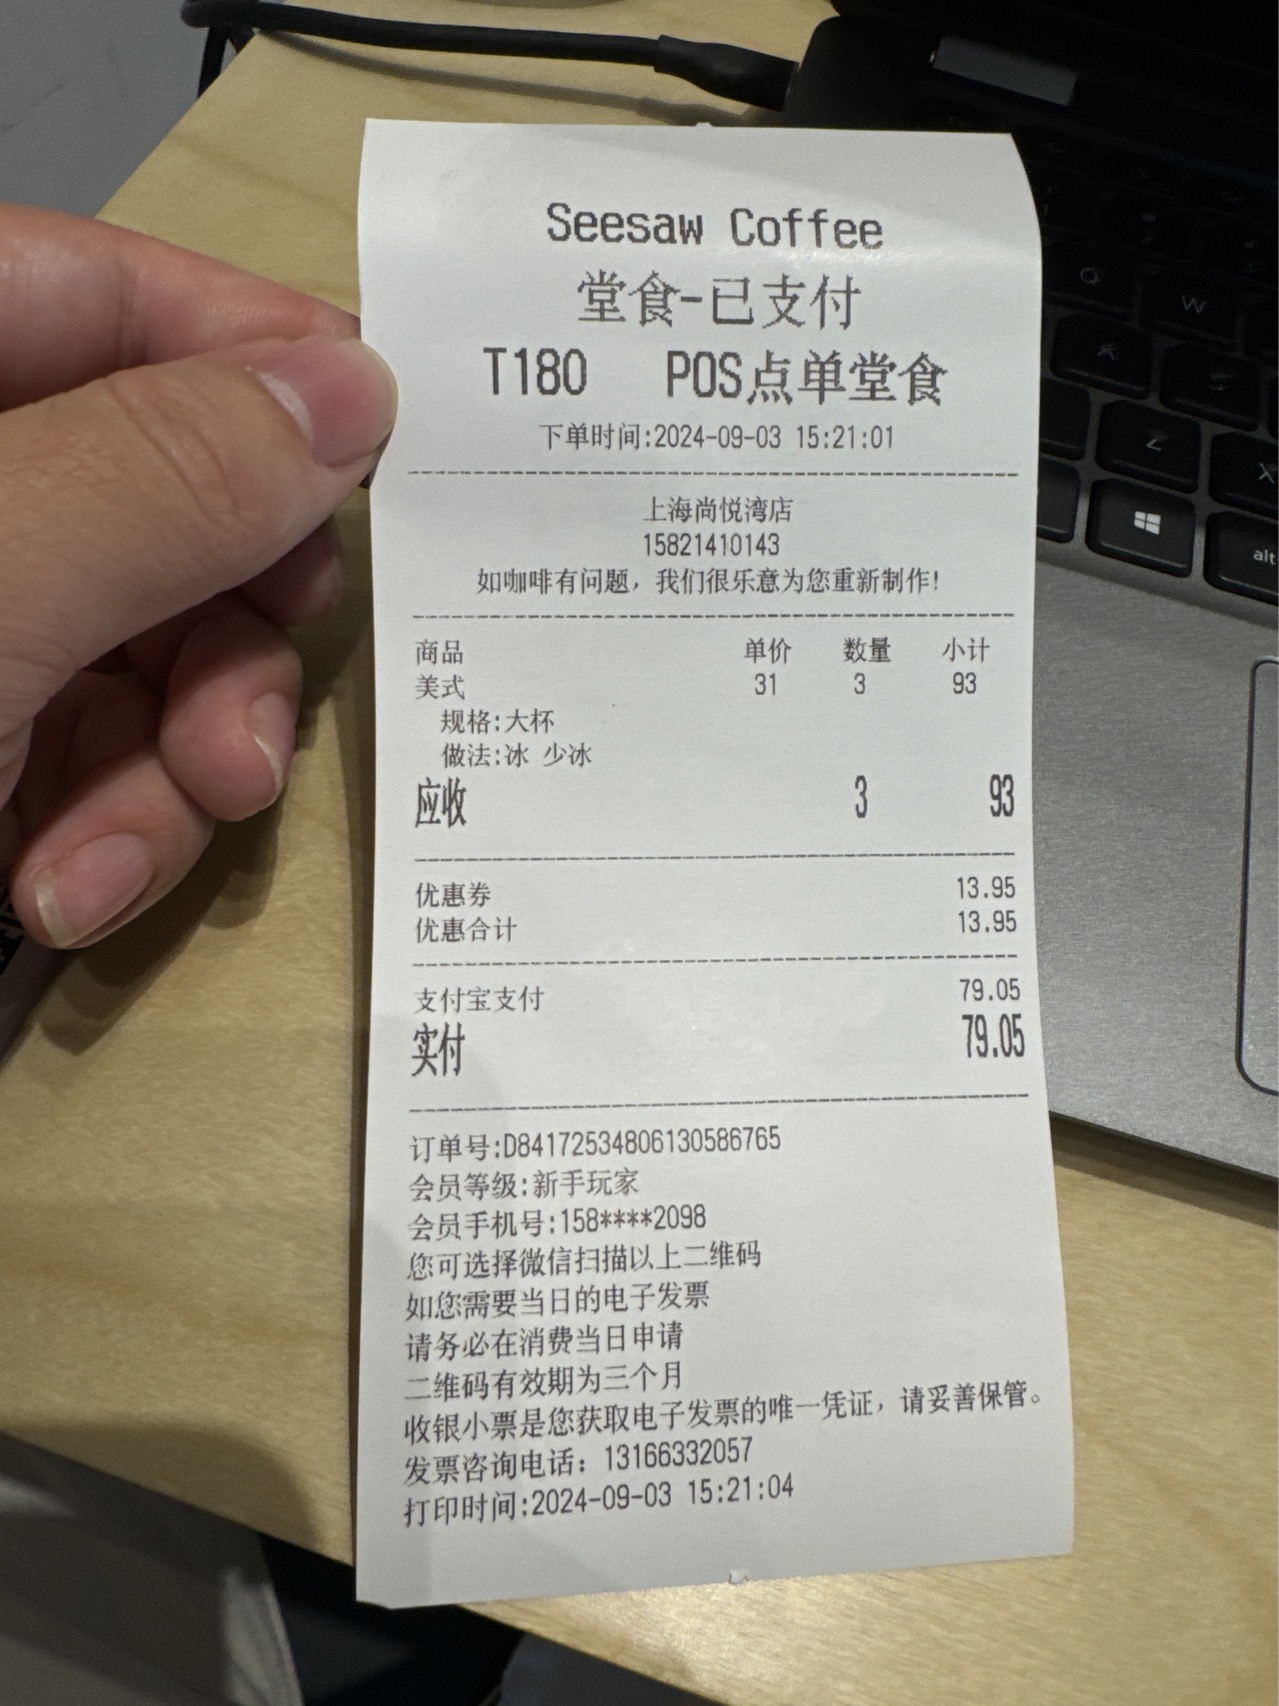 Seesaw Coffee
堂食-已支付
T180 POS点单堂食
下单时间:2024-09-03 15:21:01
上海尚悦湾店
15821410143
如咖啡有问题，我们很乐意为您重新制作!
商品 单价 数量 小计
美式 31 3 93
规格:大杯
做法:冰 少冰
应收 3 93
优惠券 13.95
优惠合计 13.95
支付宝支付 79.05
实付 79.05
订单号:D84172534806130586765
会员等级:新手玩家
会员手机号:158****2098
您可选择微信扫描以上二维码
如您需要当日的电子发票
请务必在消费当日申请
二维码有效期为三个月
收银小票是您获取电子发票的唯一凭证，请妥善保管。
发票咨询电话：13166332057
打印时间:2024-09-03 15:21:04
Q
W
A
Z
X
alt